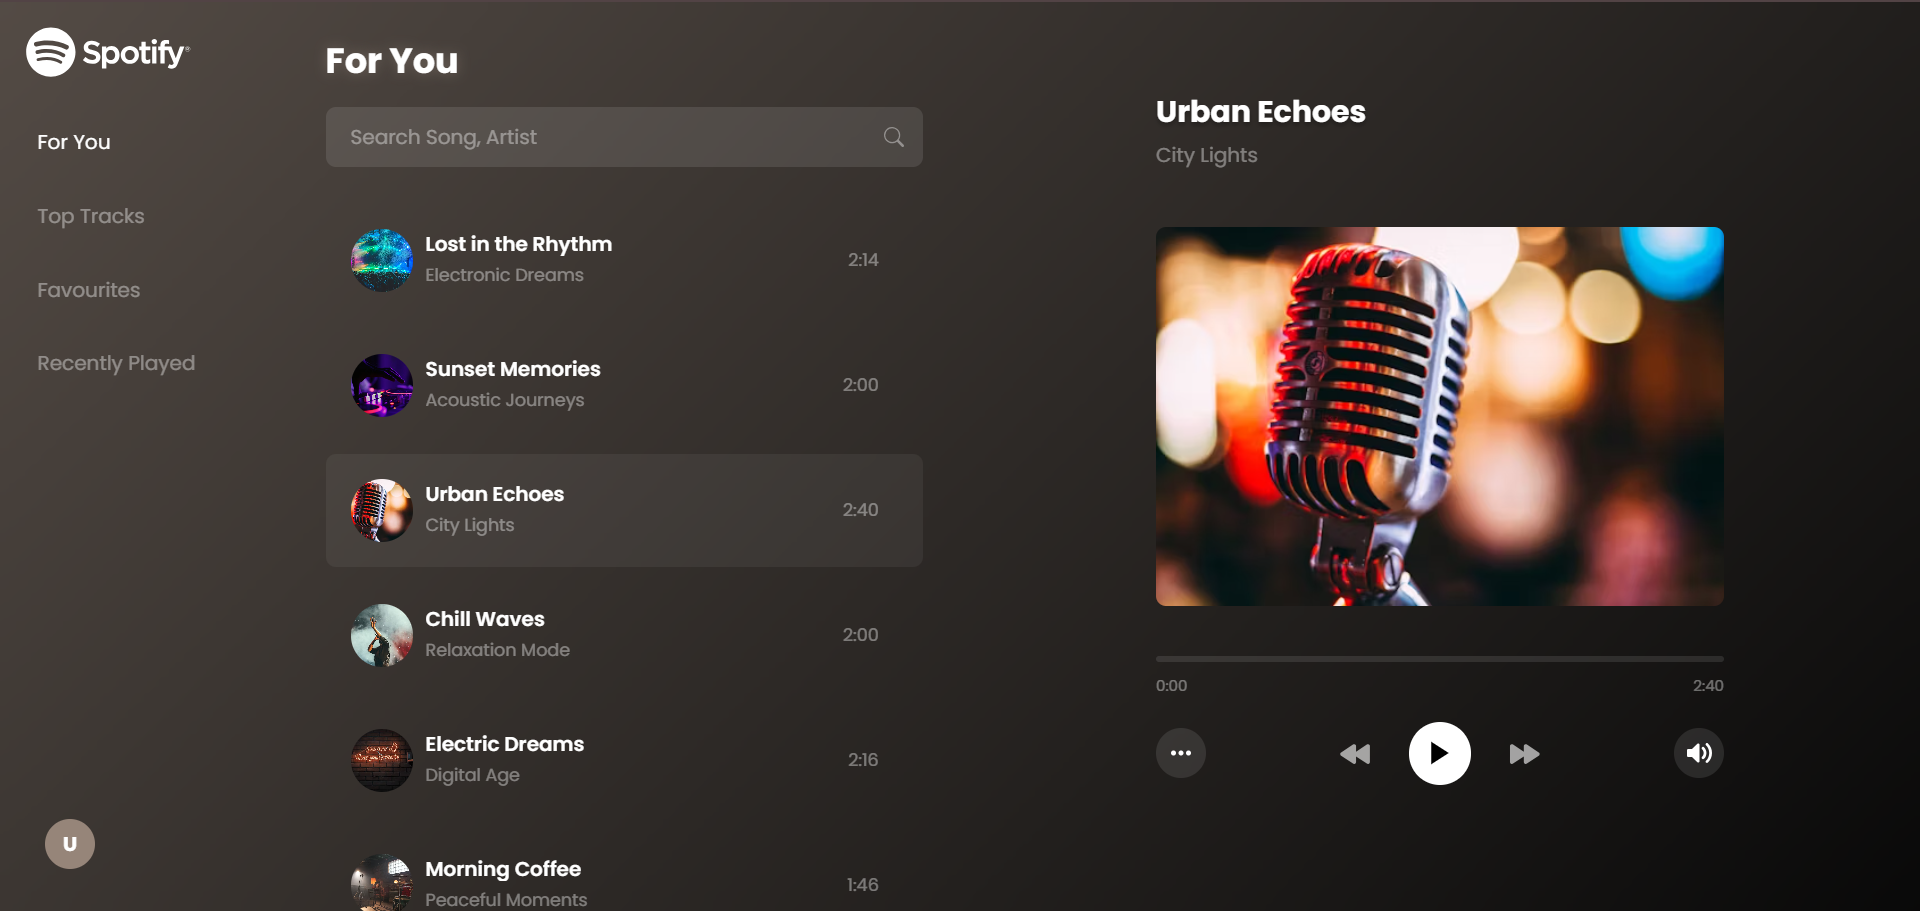 Spotify®
For You
Top Tracks
Favourites
Recently Played
U
For You
Search Song, Artist
Lost in the Rhythm
Electronic Dreams
2:14
Sunset Memories
Acoustic Journeys
2:00
Urban Echoes
City Lights
2:40
Chill Waves
Relaxation Mode
2:00
Electric Dreams
Digital Age
2:16
Morning Coffee
Peaceful Moments
1:46
Urban Echoes
City Lights
0:00
2:40